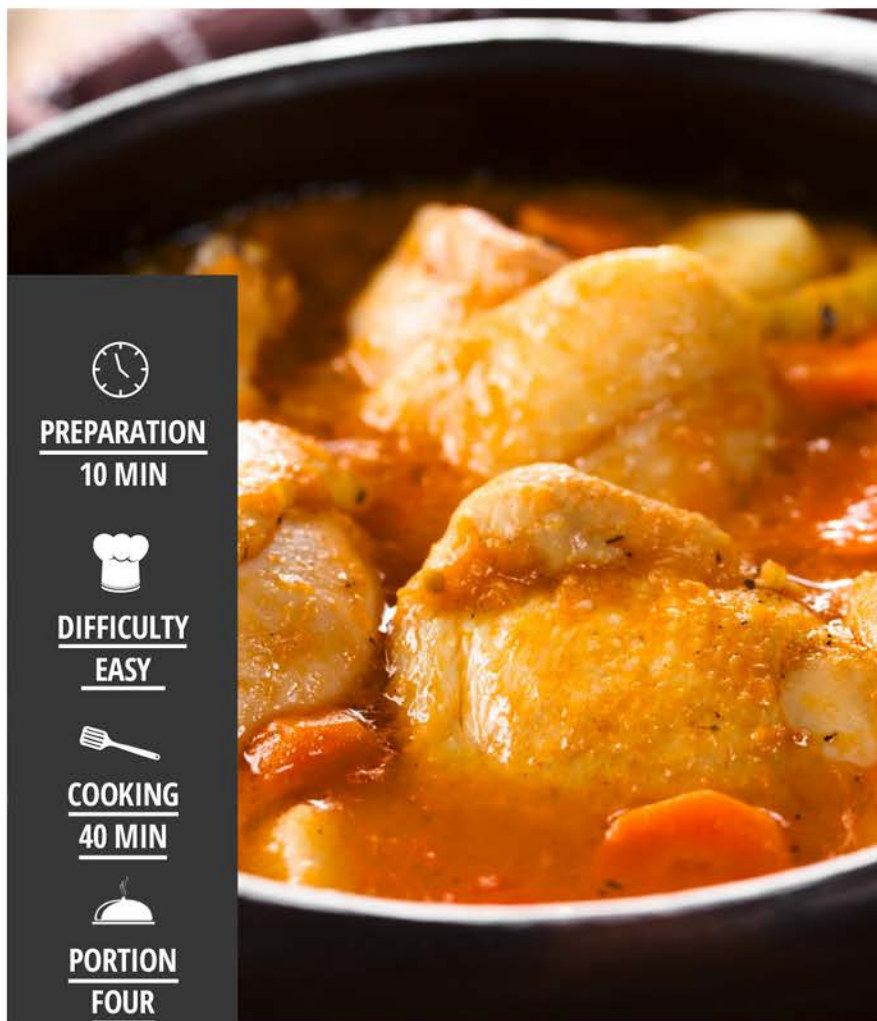 PREPARATION
10 MIN
DIFFICULTY
EASY
COOKING
40 MIN
PORTION
FOUR